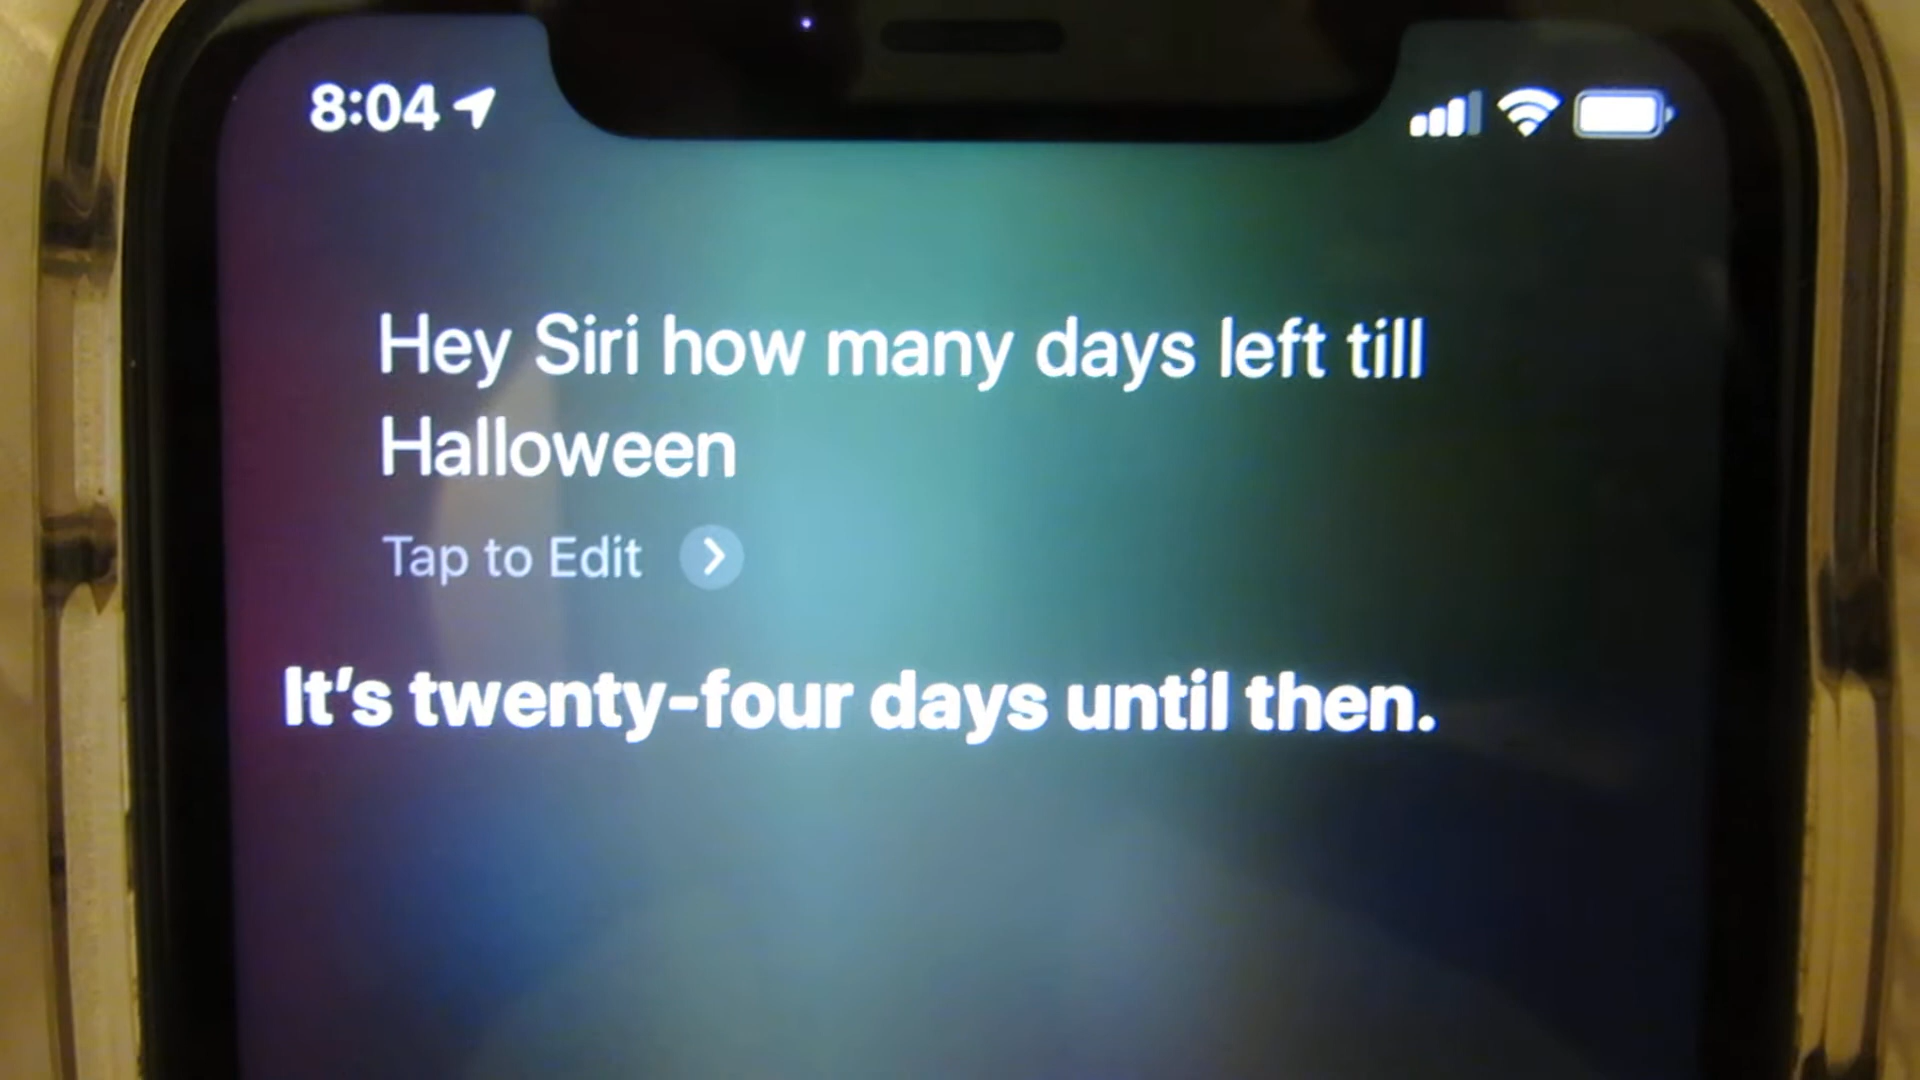 8:04
Hey Siri how many days left till
Halloween
Tap to Edit
It's twenty-four days until then.